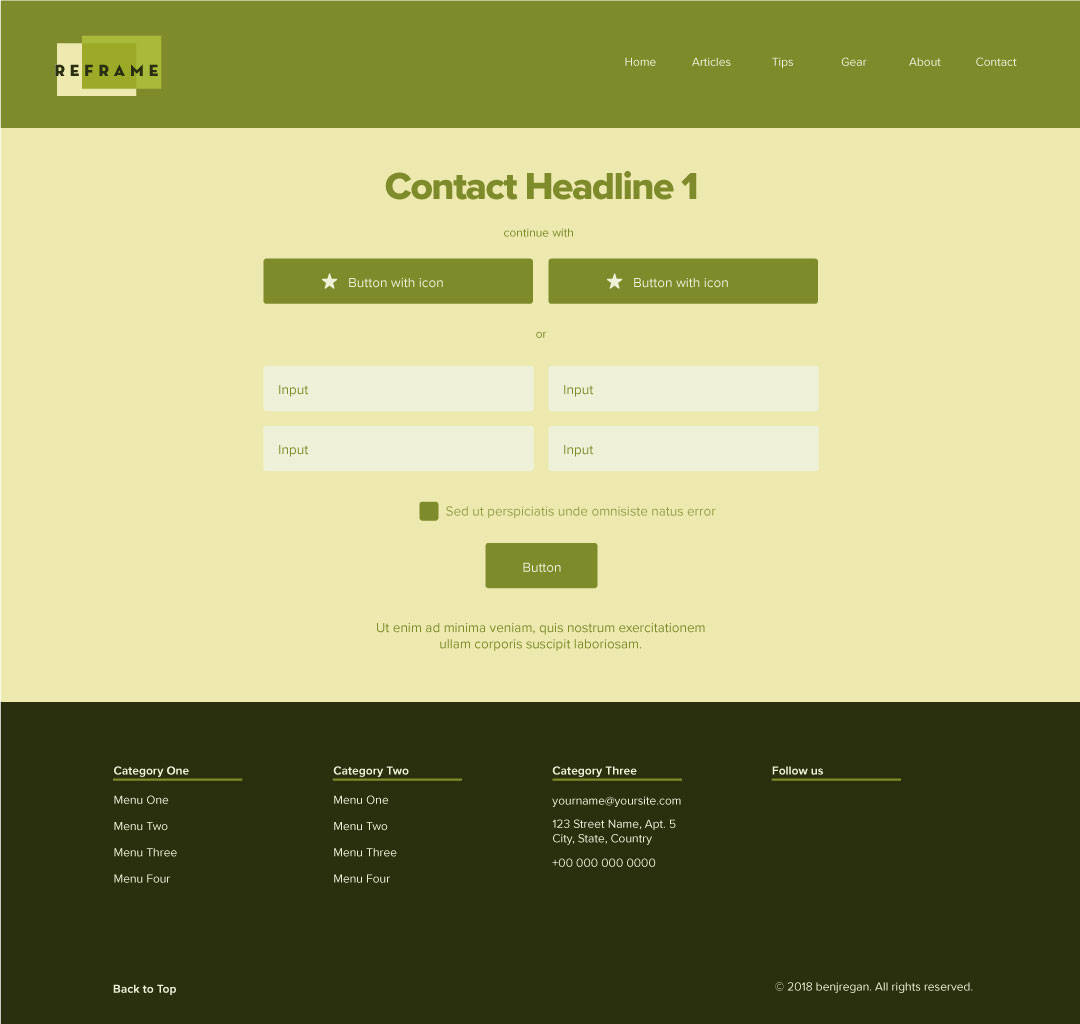 REFRAME
Home Articles Tips Gear About Contact
Contact Headline 1
continue with
Button with icon Button with icon
or
Input Input
Input Input
Sed ut perspiciatis unde omnisiste natus error
Button
Ut enim ad minima veniam, quis nostrum exercitationem
ullam corporis suscipit laboriosam.
Category One
Menu One
Menu Two
Menu Three
Menu Four
Category Two
Menu One
Menu Two
Menu Three
Menu Four
Category Three
yourname@yoursite.com
123 Street Name, Apt. 5
City, State, Country
+00 000 000 0000
Follow us
Back to Top
© 2018 benjregan. All rights reserved.